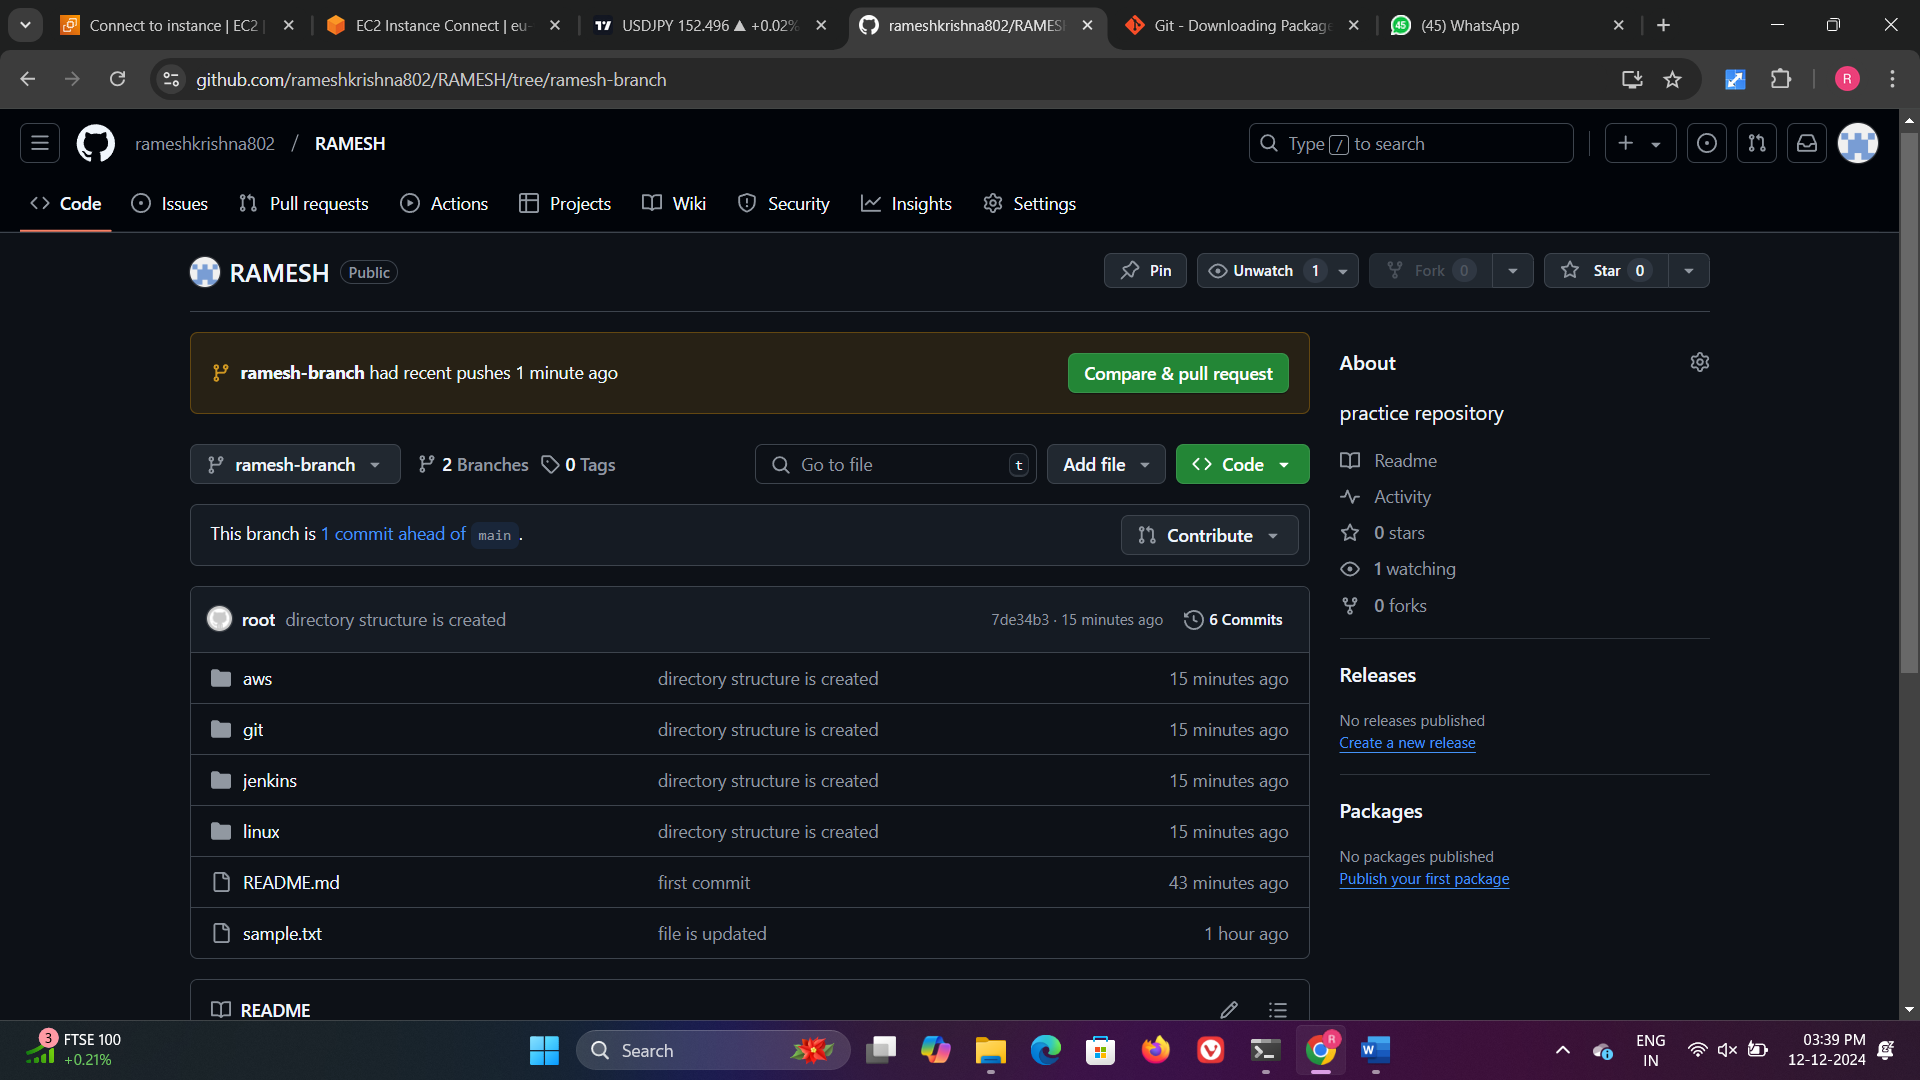 Connect to instance | EC2 |
EC2 Instance Connect | eu-
USDJPY 152.496 ▲ +0.02%
rameshkrishna802/RAMESH
Git - Downloading Package
(45) WhatsApp
github.com/rameshkrishna802/RAMESH/tree/ramesh-branch
R
rameshkrishna802 / RAMESH
Type / to search
Code
Issues
Pull requests
Actions
Projects
Wiki
Security
Insights
Settings
RAMESH Public
Pin
Unwatch 1
Fork 0
Star 0
ramesh-branch had recent pushes 1 minute ago
Compare & pull request
ramesh-branch
2 Branches
0 Tags
Go to file t
Add file
Code
This branch is 1 commit ahead of main .
Contribute
root directory structure is created 7de34b3 · 15 minutes ago 6 Commits
aws directory structure is created 15 minutes ago
git directory structure is created 15 minutes ago
jenkins directory structure is created 15 minutes ago
linux directory structure is created 15 minutes ago
README.md first commit 43 minutes ago
sample.txt file is updated 1 hour ago
README
About
practice repository
Readme
Activity
0 stars
1 watching
0 forks
Releases
No releases published
Create a new release
Packages
No packages published
Publish your first package
3
FTSE 100
+0.21%
Search
R
ENG
IN
03:39 PM
12-12-2024